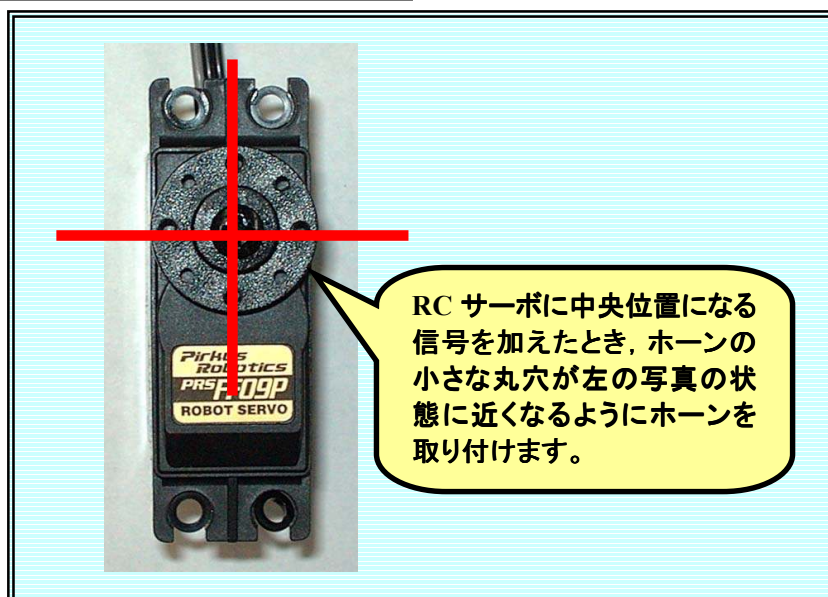 Pirkus
Robotics
PRS FF09P
ROBOT SERVO
RC サーボに中央位置になる
信号を加えたとき，ホーンの
小さな丸穴が左の写真の状
態に近くなるようにホーンを
取り付けます。